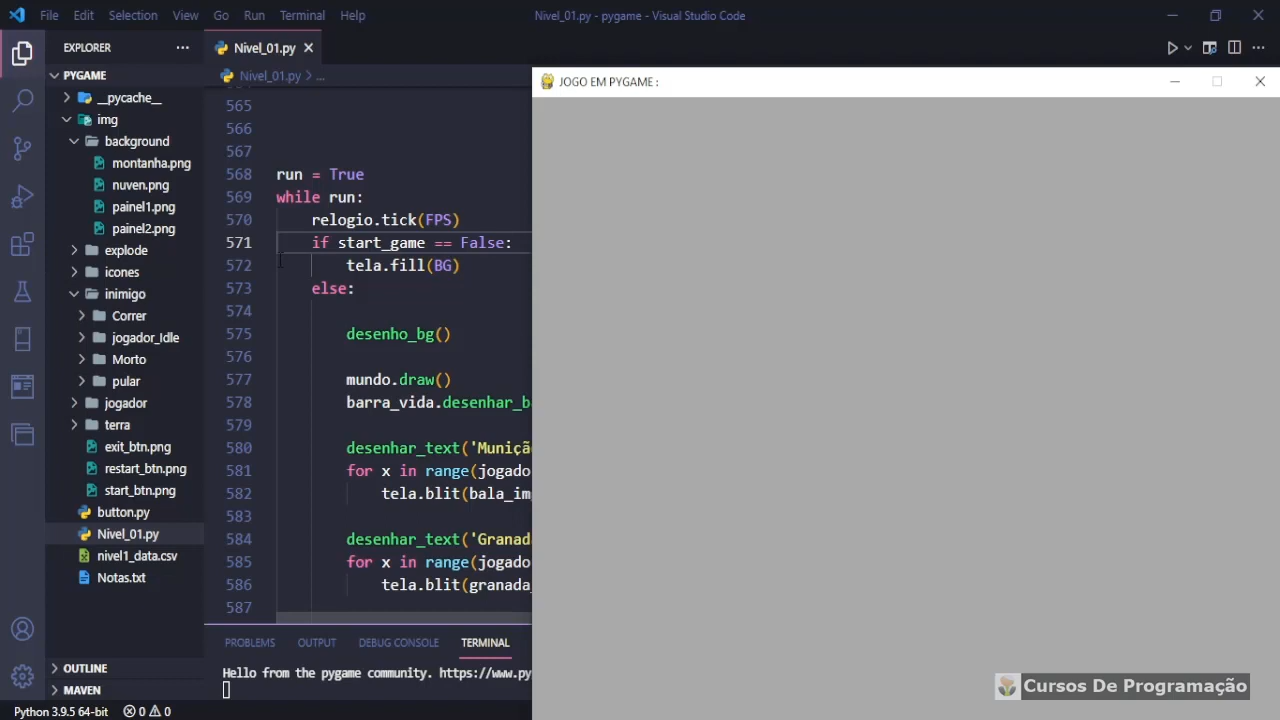 File Edit Selection View Go Run Terminal Help
Nivel_01.py - pygame - Visual Studio Code
EXPLORER
Nivel_01.py
PYGAME
Nivel_01.py > ...
__pycache__
img
background
montanha.png
nuven.png
painel1.png
painel2.png
explode
icones
inimigo
Correr
jogador_Idle
Morto
pular
jogador
terra
exit_btn.png
restart_btn.png
start_btn.png
button.py
Nivel_01.py
nivel1_data.csv
Notas.txt
OUTLINE
MAVEN
565
566
567
568 run = True
569 while run:
570 relogio.tick(FPS)
571 if start_game == False:
572 tela.fill(BG)
573 else:
574
575 desenho_bg()
576
577 mundo.draw()
578 barra_vida.desenhar_b
579
580 desenhar_text('Muniçã
581 for x in range(jogado
582 tela.blit(bala_im
583
584 desenhar_text('Granad
585 for x in range(jogado
586 tela.blit(granada_
587
PROBLEMS OUTPUT DEBUG CONSOLE TERMINAL
Hello from the pygame community. https://www.py
JOGO EM PYGAME :
Cursos De Programação
Python 3.9.5 64-bit 0 0